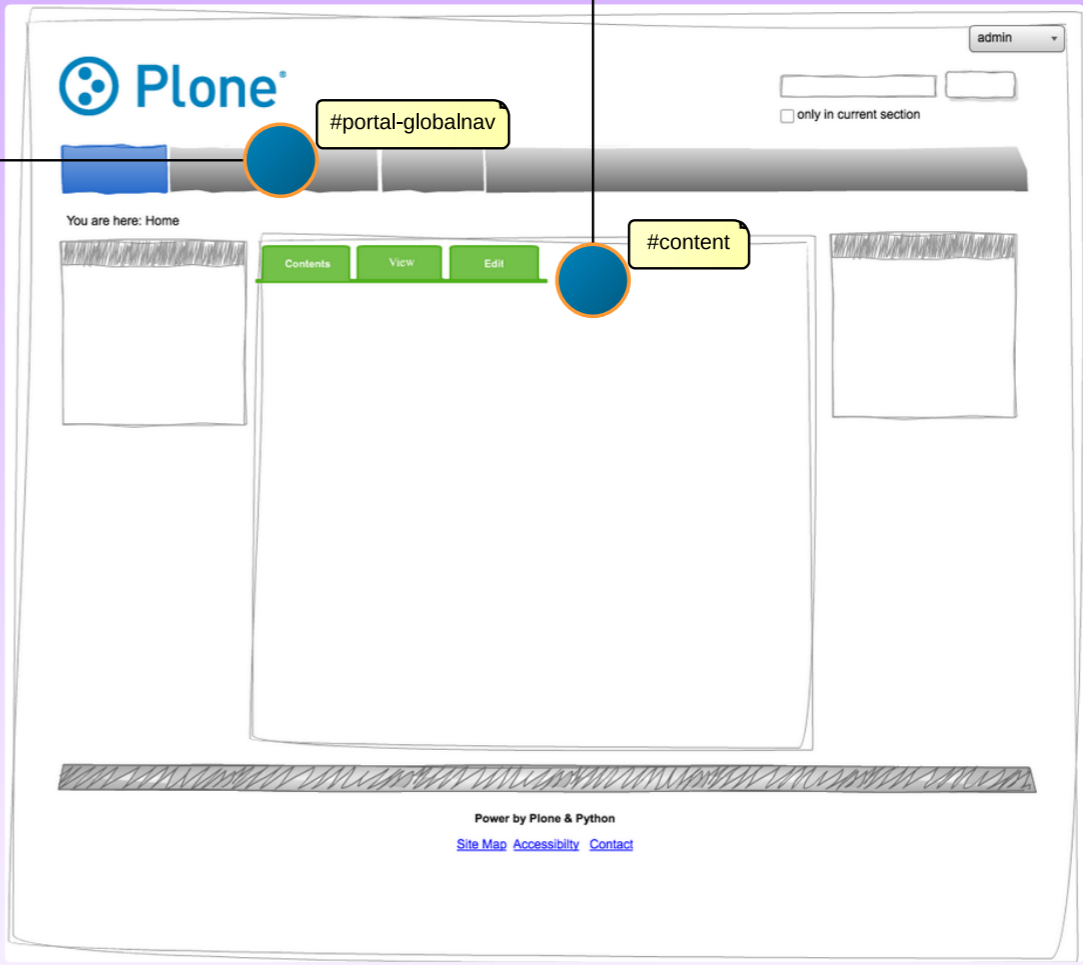 admin
Plone®
only in current section
#portal-globalnav
You are here: Home
#content
Contents View Edit
Power by Plone & Python
Site Map Accessibilty Contact